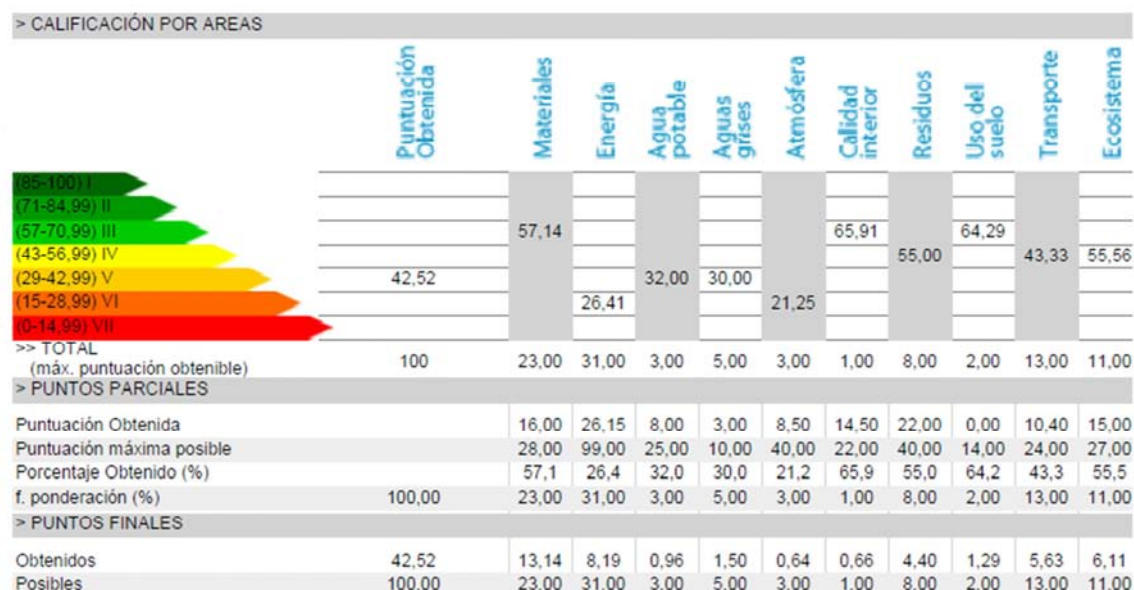 > CALIFICACIÓN POR AREAS
Puntuación Obtenida Materiales Energía Agua potable Aguas grises Atmósfera Calidad interior Residuos Uso del suelo Transporte Ecosistema
(85-100) I
(71-84,99) II
(57-70,99) III 57,14 65,91 64,29
(43-56,99) IV 55,00 43,33 55,56
(29-42,99) V 42,52 32,00 30,00
(15-28,99) VI 26,41 21,25
(0-14,99) VII
>> TOTAL
(máx. puntuación obtenible) 100 23,00 31,00 3,00 5,00 3,00 1,00 8,00 2,00 13,00 11,00
> PUNTOS PARCIALES
Puntuación Obtenida 16,00 26,15 8,00 3,00 8,50 14,50 22,00 0,00 10,40 15,00
Puntuación máxima posible 28,00 99,00 25,00 10,00 40,00 22,00 40,00 14,00 24,00 27,00
Porcentaje Obtenido (%) 57,1 26,4 32,0 30,0 21,2 65,9 55,0 64,2 43,3 55,5
f. ponderación (%) 100,00 23,00 31,00 3,00 5,00 3,00 1,00 8,00 2,00 13,00 11,00
> PUNTOS FINALES
Obtenidos 42,52 13,14 8,19 0,96 1,50 0,64 0,66 4,40 1,29 5,63 6,11
Posibles 100,00 23,00 31,00 3,00 5,00 3,00 1,00 8,00 2,00 13,00 11,00